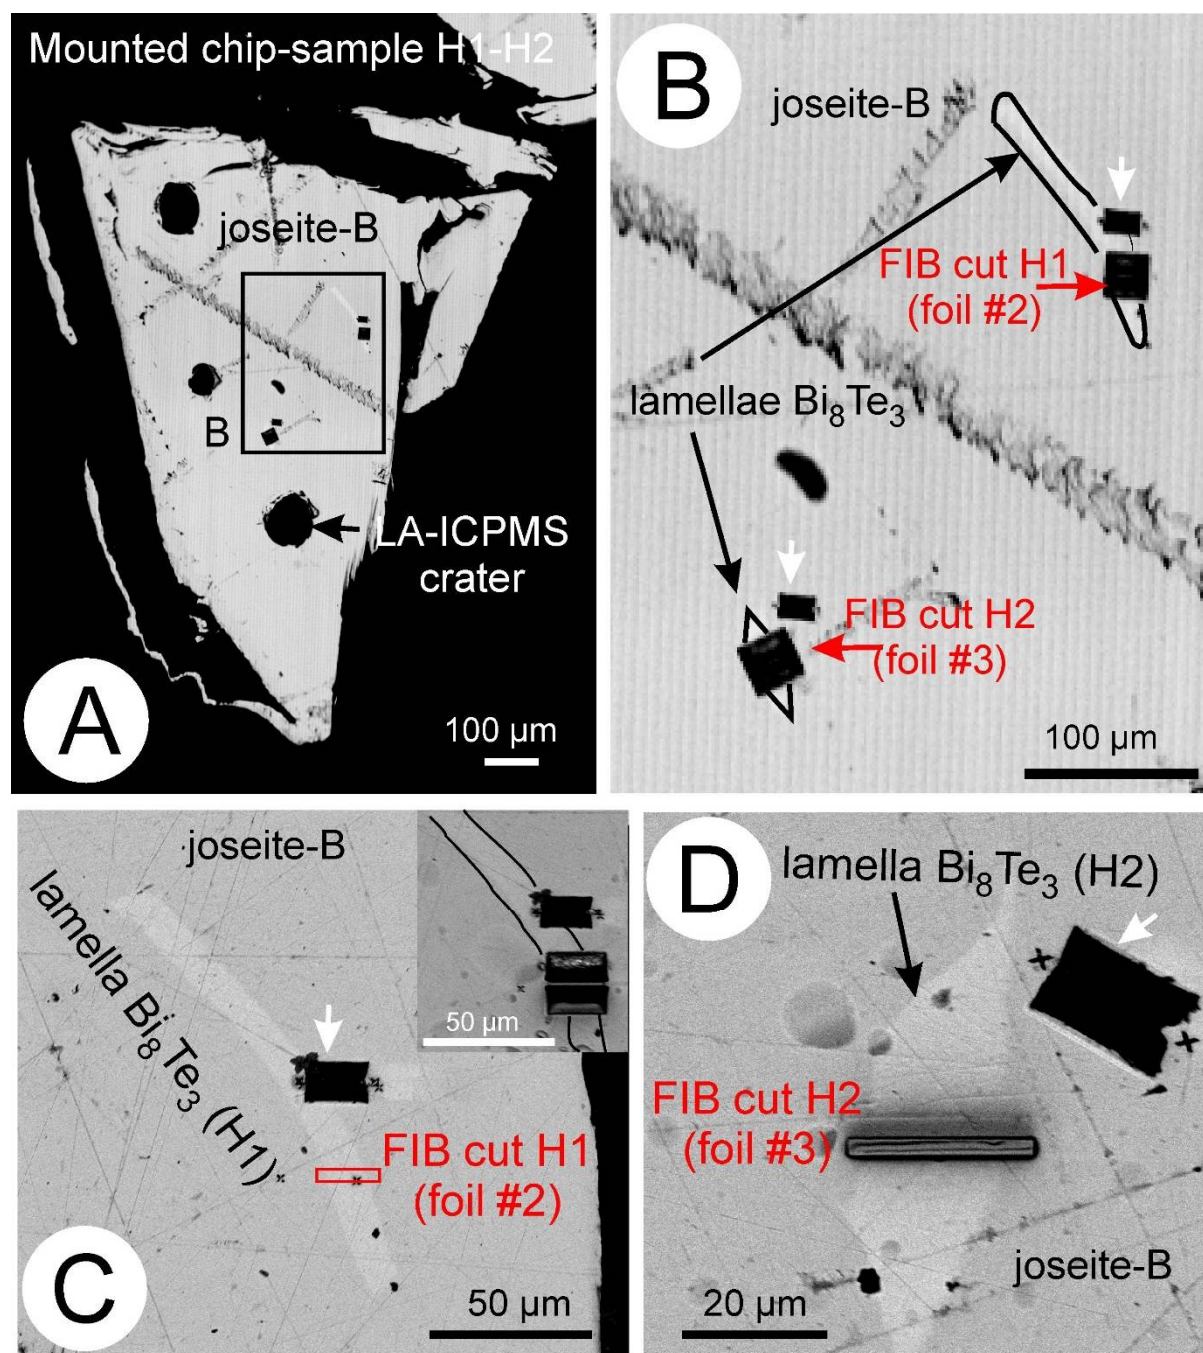 Mounted chip-sample H1-H2
joseite-B
B
LA-ICPMS
crater
A
100 µm
B
joseite-B
FIB cut H1
(foil #2)
lamellae Bi₈Te₃
FIB cut H2
(foil #3)
100 µm
joseite-B
lamella Bi₈Te₃ (H1)
50 µm
FIB cut H1
(foil #2)
C
50 µm
D
lamella Bi₈Te₃ (H2)
FIB cut H2
(foil #3)
joseite-B
20 µm